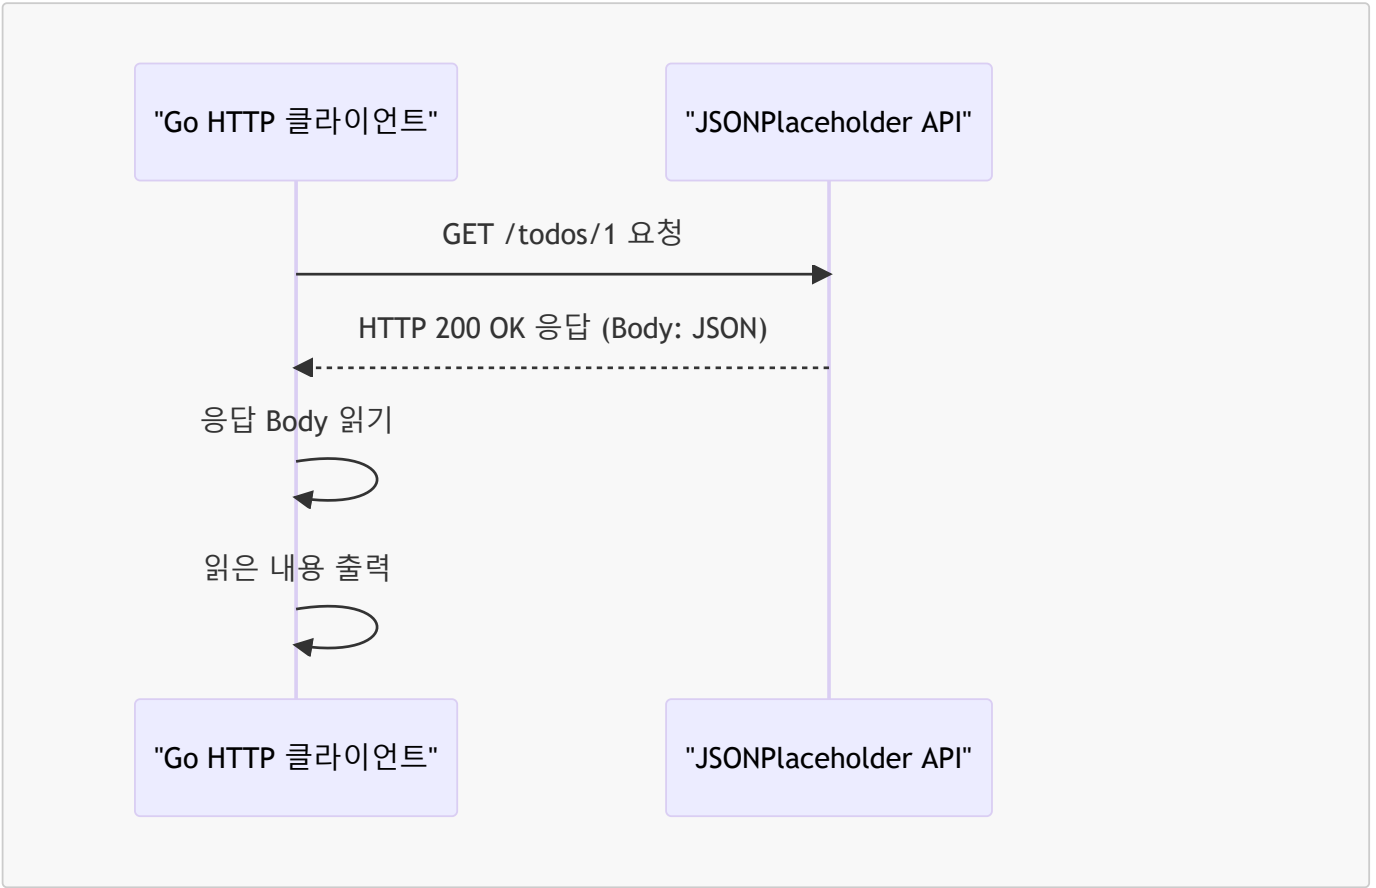 "Go HTTP 클라이언트"
"JSONPlaceholder API"
GET /todos/1 요청
HTTP 200 OK 응답 (Body: JSON)
응답 Body 읽기
읽은 내용 출력
"Go HTTP 클라이언트"
"JSONPlaceholder API"